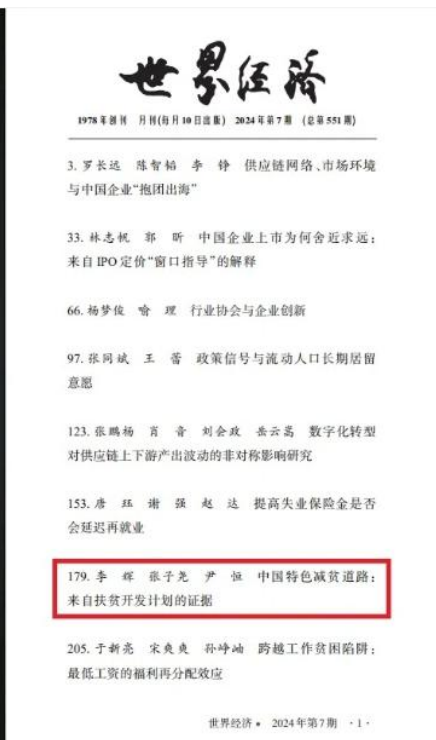 世界经济
1978年创刊 月刊(每月10日出版) 2024年第7期 (总第551期)
3. 罗长远 陈智韬 李铮 供应链网络、市场环境
与中国企业“抱团出海”
33. 林志帆 郭昕 中国企业上市为何舍近求远：
来自IPO定价“窗口指导”的解释
66. 杨梦俊 喻理 行业协会与企业创新
97. 张同斌 王蕾 政策信号与流动人口长期居留
意愿
123. 张鹏杨 肖音 刘会政 岳云嵩 数字化转型
对供应链上下游产出波动的非对称影响研究
153. 唐珏 谢强 赵达 提高失业保险金是否
会延迟再就业
179. 李辉 张子尧 尹恒 中国特色减贫道路：
来自扶贫开发计划的证据
205. 于新亮 宋爽爽 孙峥岫 跨越工作贫困陷阱：
最低工资的福利再分配效应
世界经济 * 2024年第7期 ·1·